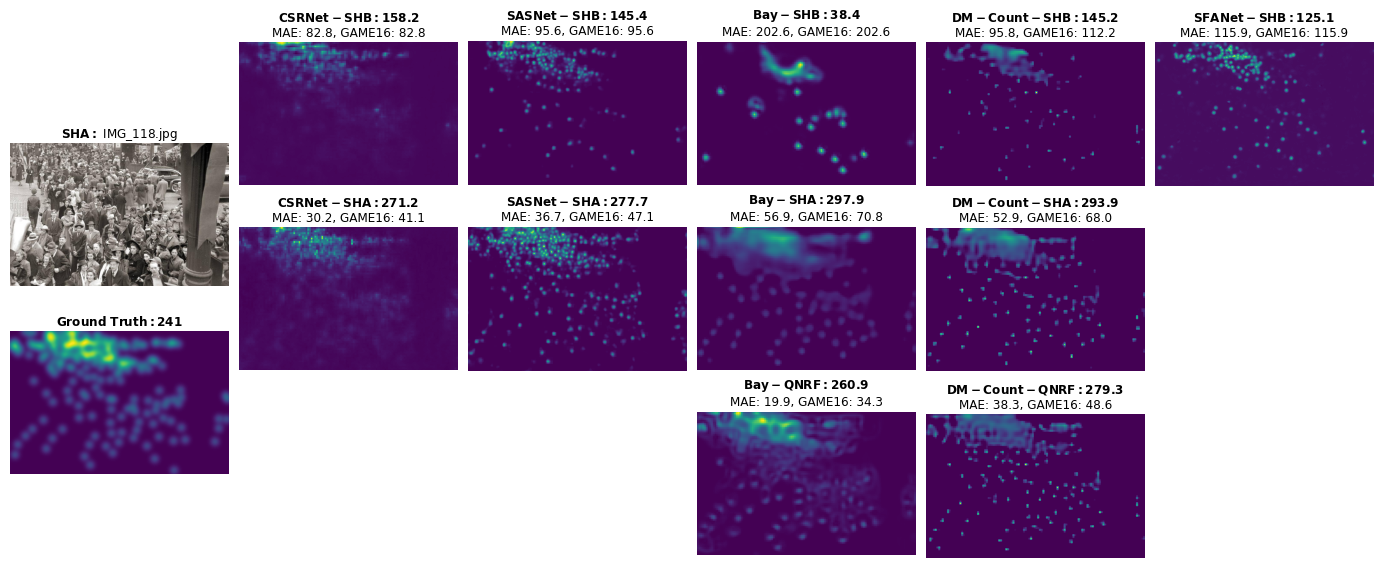 SHA: IMG_118.jpg
Ground Truth: 241
CSRNet-SHB: 158.2
MAE: 82.8, GAME16: 82.8
SASNet-SHB: 145.4
MAE: 95.6, GAME16: 95.6
Bay-SHB: 38.4
MAE: 202.6, GAME16: 202.6
DM-Count-SHB: 145.2
MAE: 95.8, GAME16: 112.2
SFANet-SHB: 125.1
MAE: 115.9, GAME16: 115.9
CSRNet-SHA: 271.2
MAE: 30.2, GAME16: 41.1
SASNet-SHA: 277.7
MAE: 36.7, GAME16: 47.1
Bay-SHA: 297.9
MAE: 56.9, GAME16: 70.8
DM-Count-SHA: 293.9
MAE: 52.9, GAME16: 68.0
Bay-QNRF: 260.9
MAE: 19.9, GAME16: 34.3
DM-Count-QNRF: 279.3
MAE: 38.3, GAME16: 48.6